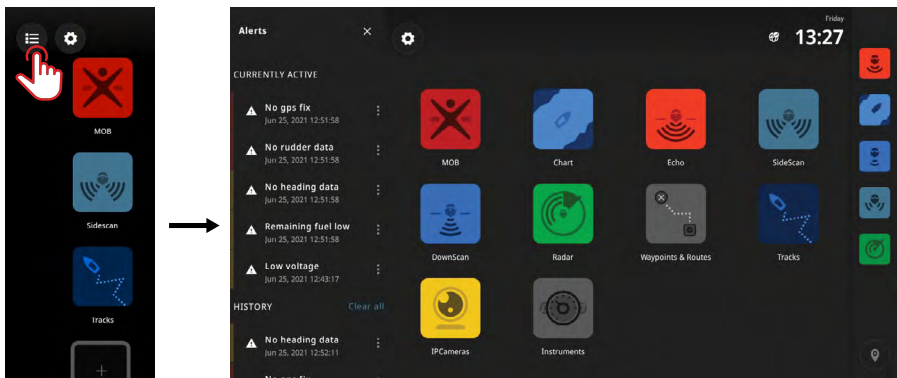 MOB
Sidescan
Tracks
Alerts
CURRENTLY ACTIVE
No gps fix
Jun 25, 2021 12:51:58
No rudder data
Jun 25, 2021 12:51:58
No heading data
Jun 25, 2021 12:51:58
Remaining fuel low
Jun 25, 2021 12:51:58
Low voltage
Jun 25, 2021 12:43:17
HISTORY Clear all
No heading data
Jun 25, 2021 12:52:11
No gps fix
Friday
13:27
MOB
Chart
Echo
SideScan
DownScan
Radar
Waypoints & Routes
Tracks
IPCameras
Instruments